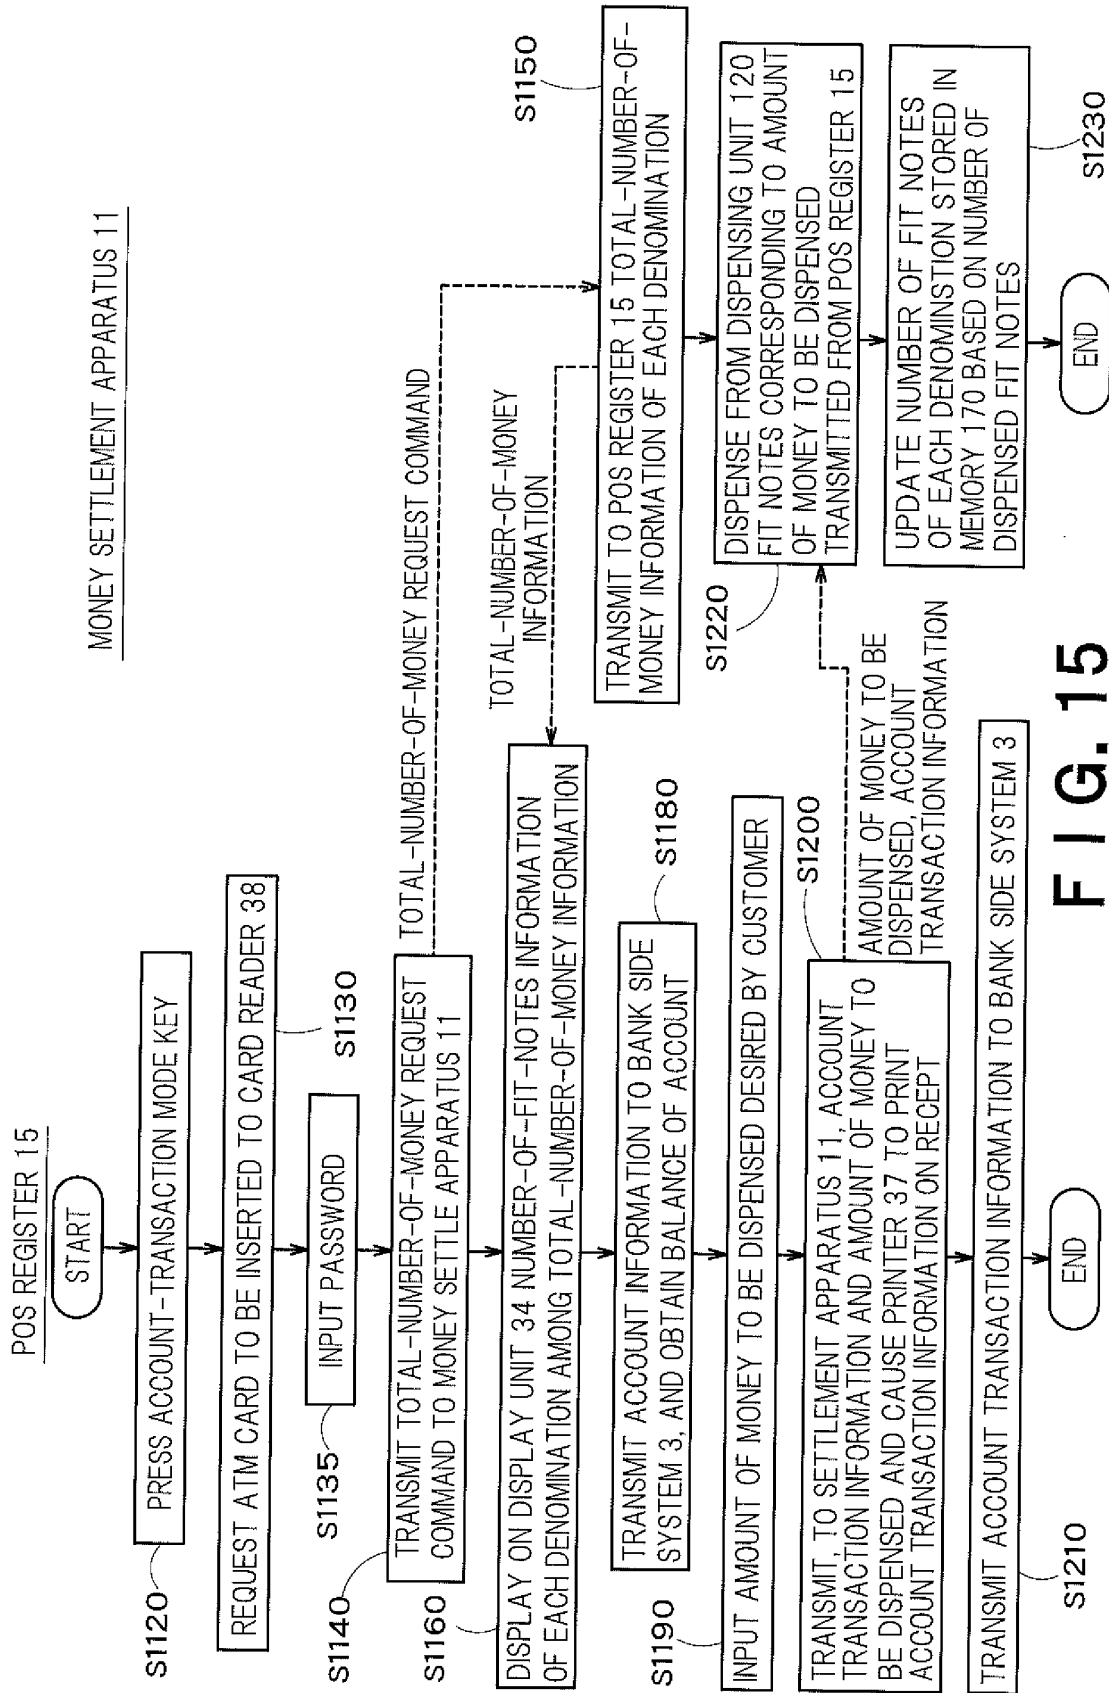 POS REGISTER 15
START
S1120
PRESS ACCOUNT-TRANSACTION MODE KEY
REQUEST ATM CARD TO BE INSERTED TO CARD READER 38
S1130
S1135
INPUT PASSWORD
S1140
TRANSMIT TOTAL-NUMBER-OF-MONEY REQUEST
COMMAND TO MONEY SETTLE APPARATUS 11
S1160
DISPLAY ON DISPLAY UNIT 34 NUMBER-OF-FIT-NOTES INFORMATION
OF EACH DENOMINATION AMONG TOTAL-NUMBER-OF-MONEY INFORMATION
TRANSMIT ACCOUNT INFORMATION TO BANK SIDE
SYSTEM 3, AND OBTAIN BALANCE OF ACCOUNT
S1180
S1190
INPUT AMOUNT OF MONEY TO BE DISPENSED DESIRED BY CUSTOMER
S1200
TRANSMIT, TO SETTLEMENT APPARATUS 11, ACCOUNT
TRANSACTION INFORMATION AND AMOUNT OF MONEY TO
BE DISPENSED AND CAUSE PRINTER 37 TO PRINT
ACCOUNT TRANSACTION INFORMATION ON RECEPT
TRANSMIT ACCOUNT TRANSACTION INFORMATION TO BANK SIDE SYSTEM 3
S1210
END
MONEY SETTLEMENT APPARATUS 11
TOTAL-NUMBER-OF-MONEY REQUEST COMMAND
TOTAL-NUMBER-OF-MONEY
INFORMATION
S1150
TRANSMIT TO POS REGISTER 15 TOTAL-NUMBER-OF-
MONEY INFORMATION OF EACH DENOMINATION
S1220
DISPENSE FROM DISPENSING UNIT 120
FIT NOTES CORRESPONDING TO AMOUNT
OF MONEY TO BE DISPENSED
TRANSMITTED FROM POS REGISTER 15
AMOUNT OF MONEY TO BE
DISPENSED, ACCOUNT
TRANSACTION INFORMATION
UPDATE NUMBER OF FIT NOTES
OF EACH DENOMINSTION STORED IN
MEMORY 170 BASED ON NUMBER OF
DISPENSED FIT NOTES
S1230
END
FIG. 15